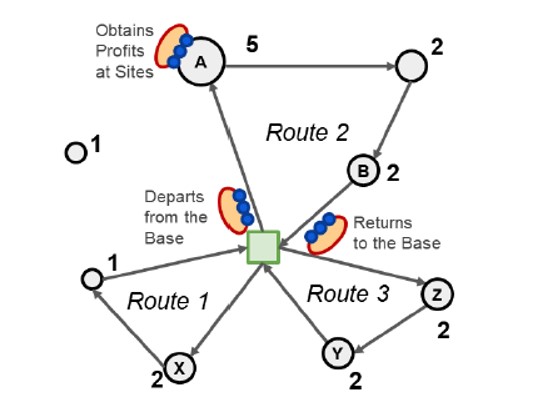 Obtains
Profits
at Sites
A
5
2
1
Route 2
B
2
Departs
from the
Base
Returns
to the Base
1
Route 1
Route 3
Z
2
X
2
Y
2